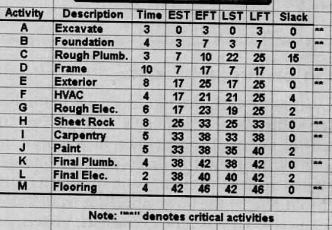 Activity Description Time EST EFT LST LFT Slack
A Excavate 3 0 3 0 3 0 **
B Foundation 4 3 7 3 7 0 **
C Rough Plumb. 3 7 10 22 25 15
D Frame 10 7 17 7 17 0 **
E Exterior 8 17 25 17 25 0 **
F HVAC 4 17 21 21 25 4
G Rough Elec. 6 17 23 19 25 2
H Sheet Rock 8 25 33 25 33 0 **
I Carpentry 5 33 38 33 38 0 **
J Paint 5 33 38 35 40 2
K Final Plumb. 4 38 42 38 42 0 **
L Final Elec. 2 38 40 40 42 2
M Flooring 4 42 46 42 46 0 **
Note: "**" denotes critical activities